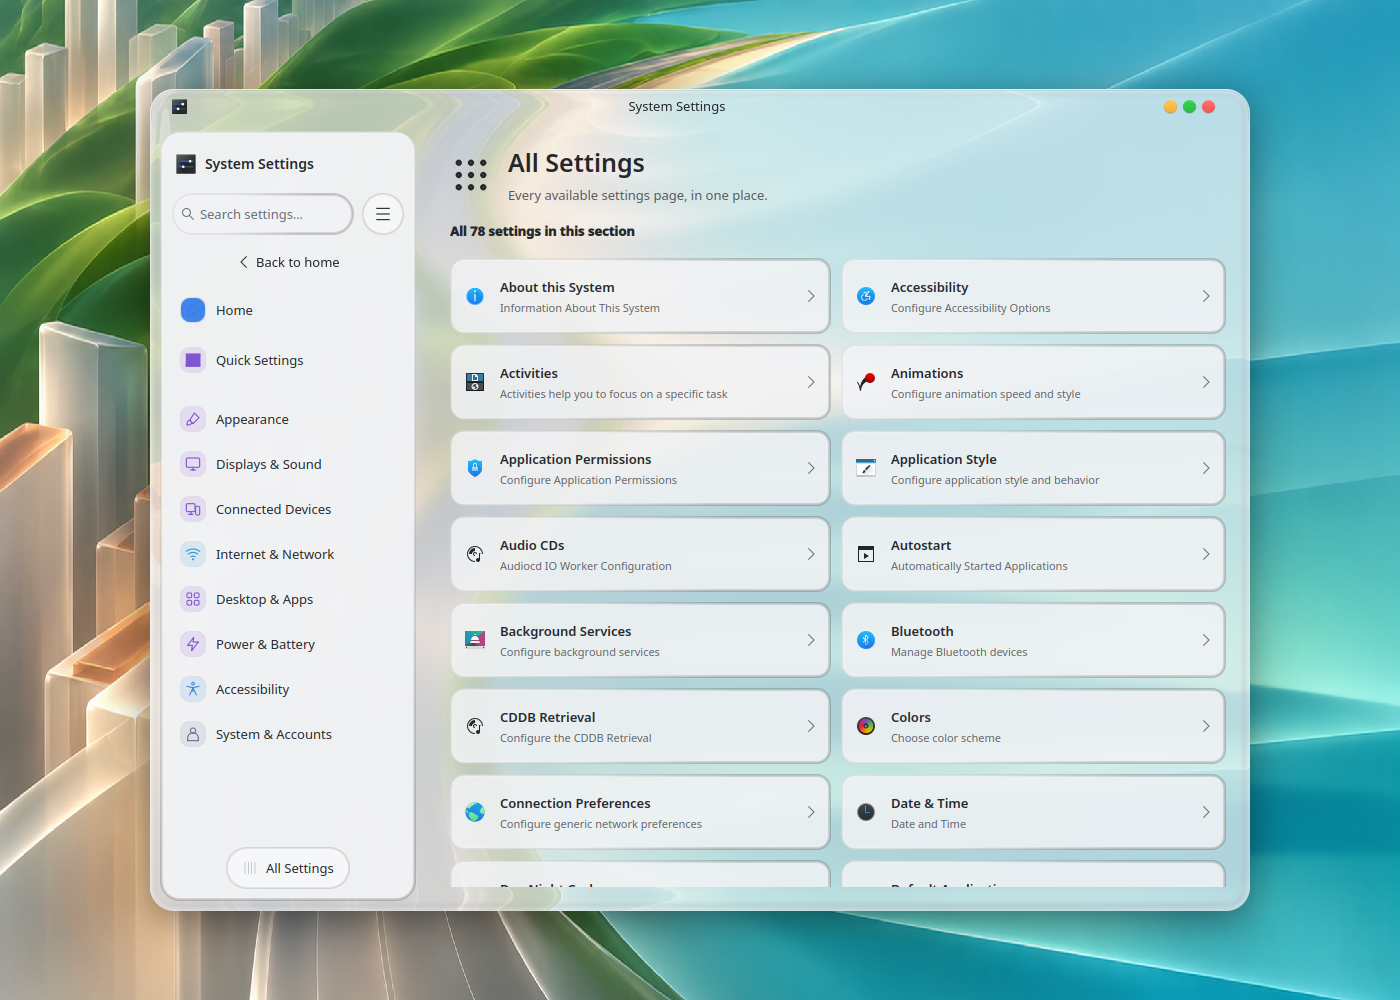 System Settings
System Settings
Search settings...
Back to home
Home
Quick Settings
Appearance
Displays & Sound
Connected Devices
Internet & Network
Desktop & Apps
Power & Battery
Accessibility
System & Accounts
All Settings
All Settings
Every available settings page, in one place.
All 78 settings in this section
About this System
Information About This System
Accessibility
Configure Accessibility Options
Activities
Activities help you to focus on a specific task
Animations
Configure animation speed and style
Application Permissions
Configure Application Permissions
Application Style
Configure application style and behavior
Audio CDs
Audiocd IO Worker Configuration
Autostart
Automatically Started Applications
Background Services
Configure background services
Bluetooth
Manage Bluetooth devices
CDDB Retrieval
Configure the CDDB Retrieval
Colors
Choose color scheme
Connection Preferences
Configure generic network preferences
Date & Time
Date and Time